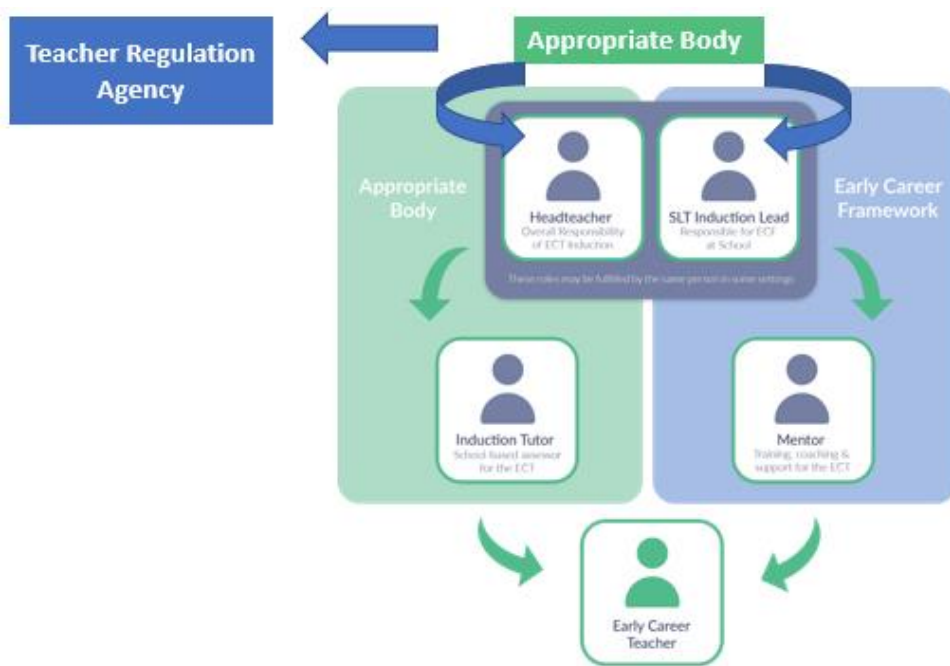 Teacher Regulation
Agency
Appropriate Body
Appropriate
Body
Early Career
Framework
Headteacher
Overall Responsibility
of ECT Induction
SLT Induction Lead
Responsible for ECF
at School
These roles may be fulfilled by the same person in some settings
Induction Tutor
School-based assessor
for the ECT
Mentor
Training, coaching &
support for the ECT
Early Career
Teacher